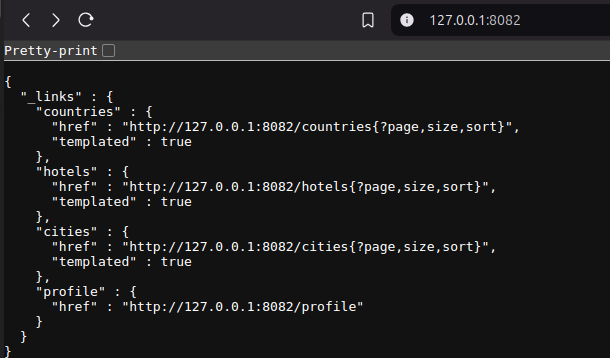 127.0.0.1:8082
Pretty-print
{
  "_links" : {
    "countries" : {
      "href" : "http://127.0.0.1:8082/countries{?page,size,sort}",
      "templated" : true
    },
    "hotels" : {
      "href" : "http://127.0.0.1:8082/hotels{?page,size,sort}",
      "templated" : true
    },
    "cities" : {
      "href" : "http://127.0.0.1:8082/cities{?page,size,sort}",
      "templated" : true
    },
    "profile" : {
      "href" : "http://127.0.0.1:8082/profile"
    }
  }
}